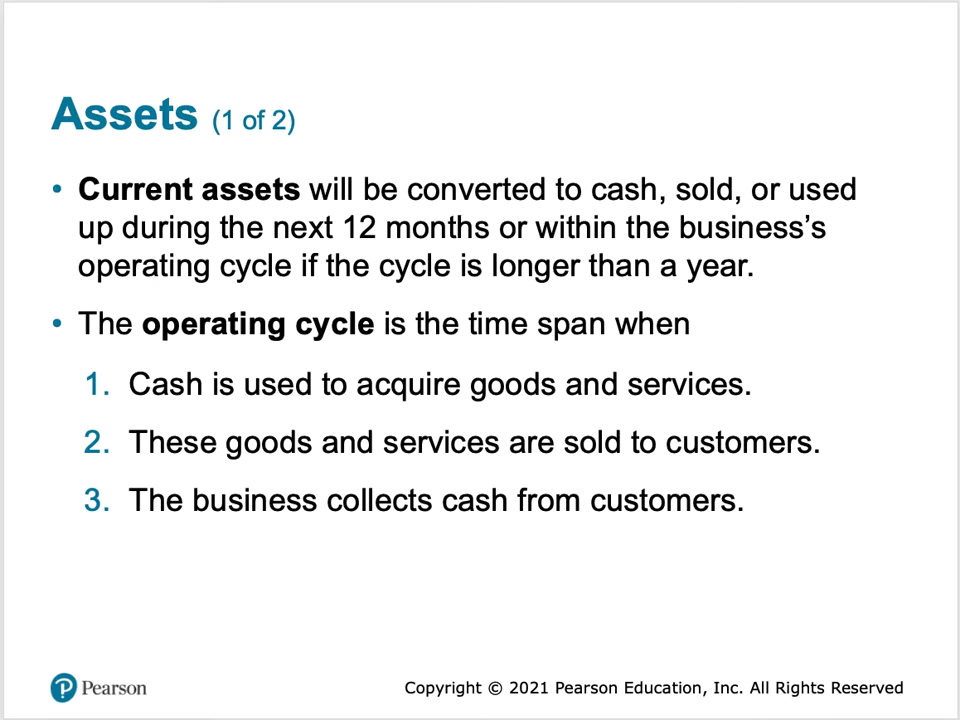 Assets (1 of 2)
• Current assets will be converted to cash, sold, or used
up during the next 12 months or within the business’s
operating cycle if the cycle is longer than a year.
• The operating cycle is the time span when
1. Cash is used to acquire goods and services.
2. These goods and services are sold to customers.
3. The business collects cash from customers.
P Pearson
Copyright © 2021 Pearson Education, Inc. All Rights Reserved